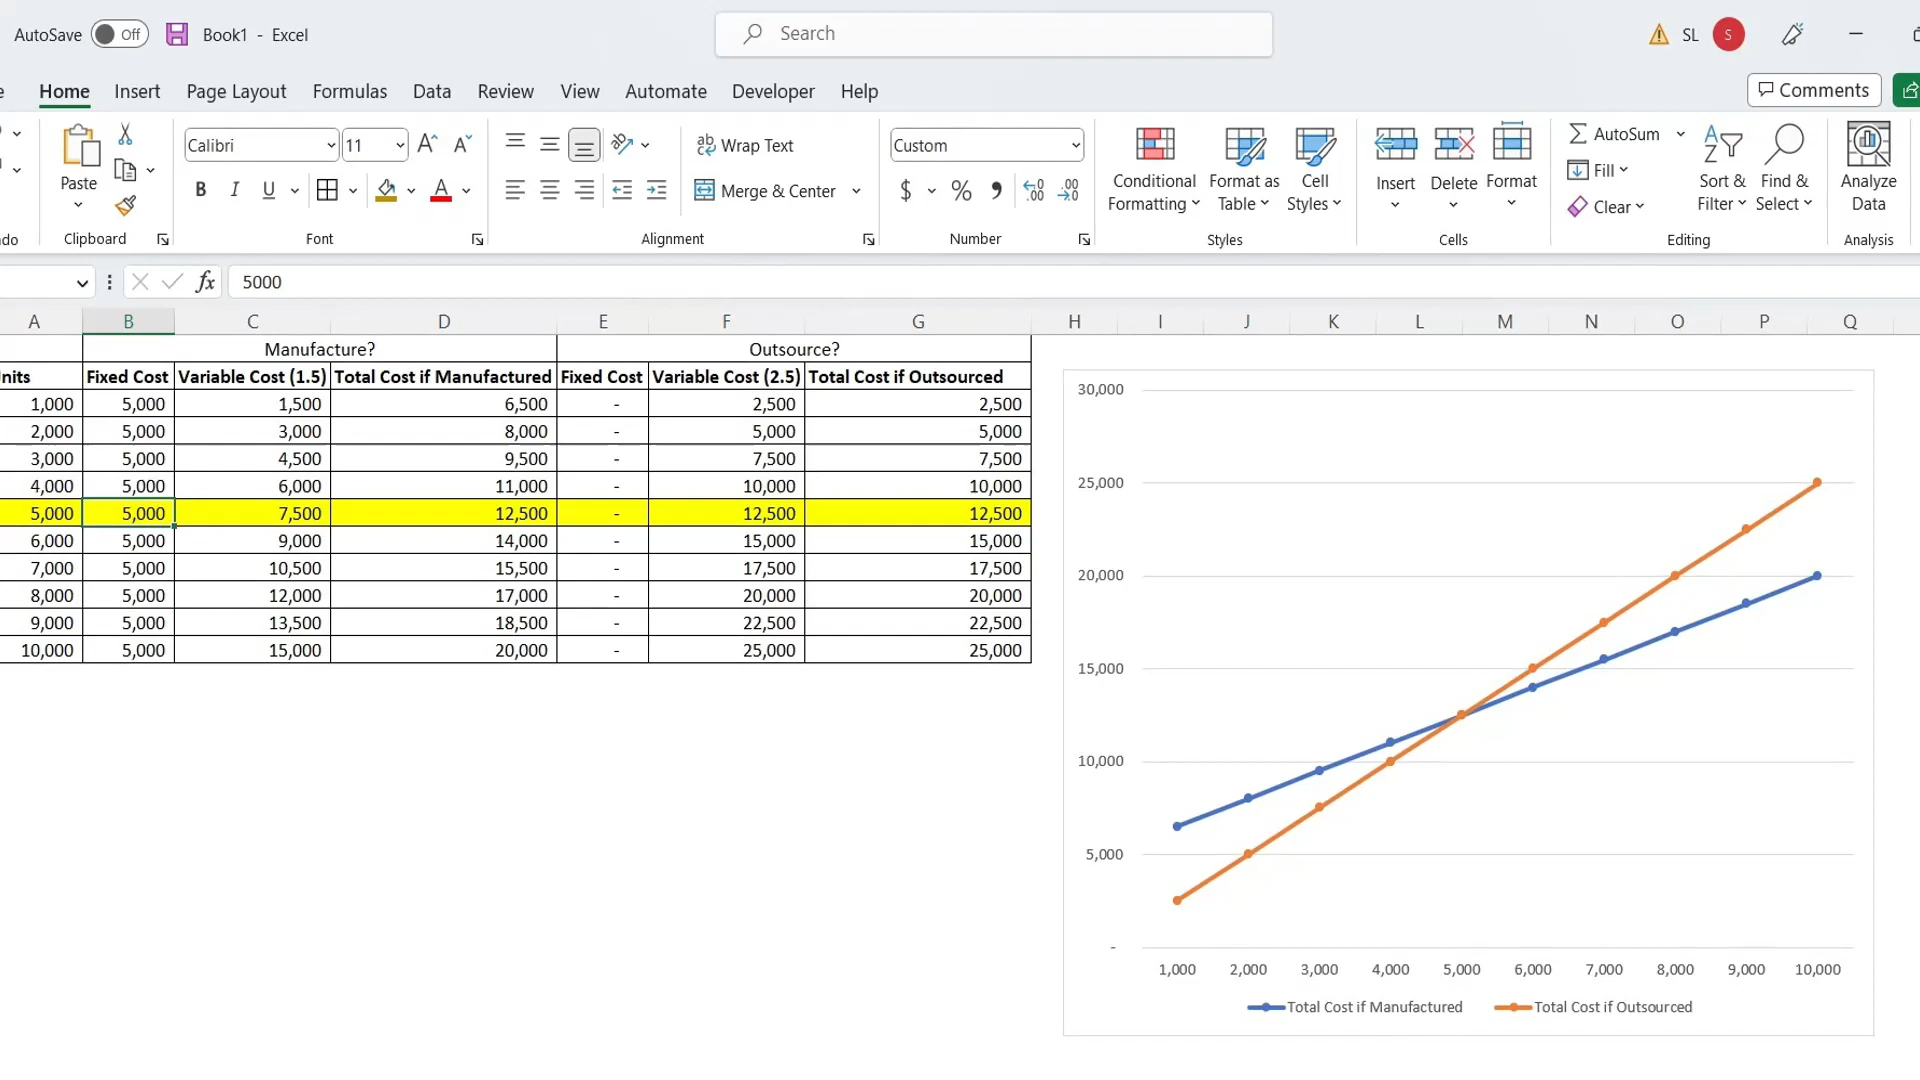 AutoSave Off Book1 - Excel
Search
SL S
Home Insert Page Layout Formulas Data Review View Automate Developer Help
Comments
Paste
Clipboard
Calibri 11
B I U A
Font
Wrap Text
Merge & Center
Alignment
Custom
$ %
Number
Conditional Formatting
Format as Table
Cell Styles
Styles
Insert Delete Format
Cells
AutoSum
Fill
Clear
Sort & Filter
Find & Select
Editing
Analyze Data
Analysis
fx 5000
A B C D E F G H I J K L M N O P Q
Manufacture? Outsource?
nits Fixed Cost Variable Cost (1.5) Total Cost if Manufactured Fixed Cost Variable Cost (2.5) Total Cost if Outsourced
1,000 5,000 1,500 6,500 - 2,500 2,500
2,000 5,000 3,000 8,000 - 5,000 5,000
3,000 5,000 4,500 9,500 - 7,500 7,500
4,000 5,000 6,000 11,000 - 10,000 10,000
5,000 5,000 7,500 12,500 - 12,500 12,500
6,000 5,000 9,000 14,000 - 15,000 15,000
7,000 5,000 10,500 15,500 - 17,500 17,500
8,000 5,000 12,000 17,000 - 20,000 20,000
9,000 5,000 13,500 18,500 - 22,500 22,500
10,000 5,000 15,000 20,000 - 25,000 25,000
30,000
25,000
20,000
15,000
10,000
5,000
-
1,000 2,000 3,000 4,000 5,000 6,000 7,000 8,000 9,000 10,000
Total Cost if Manufactured Total Cost if Outsourced